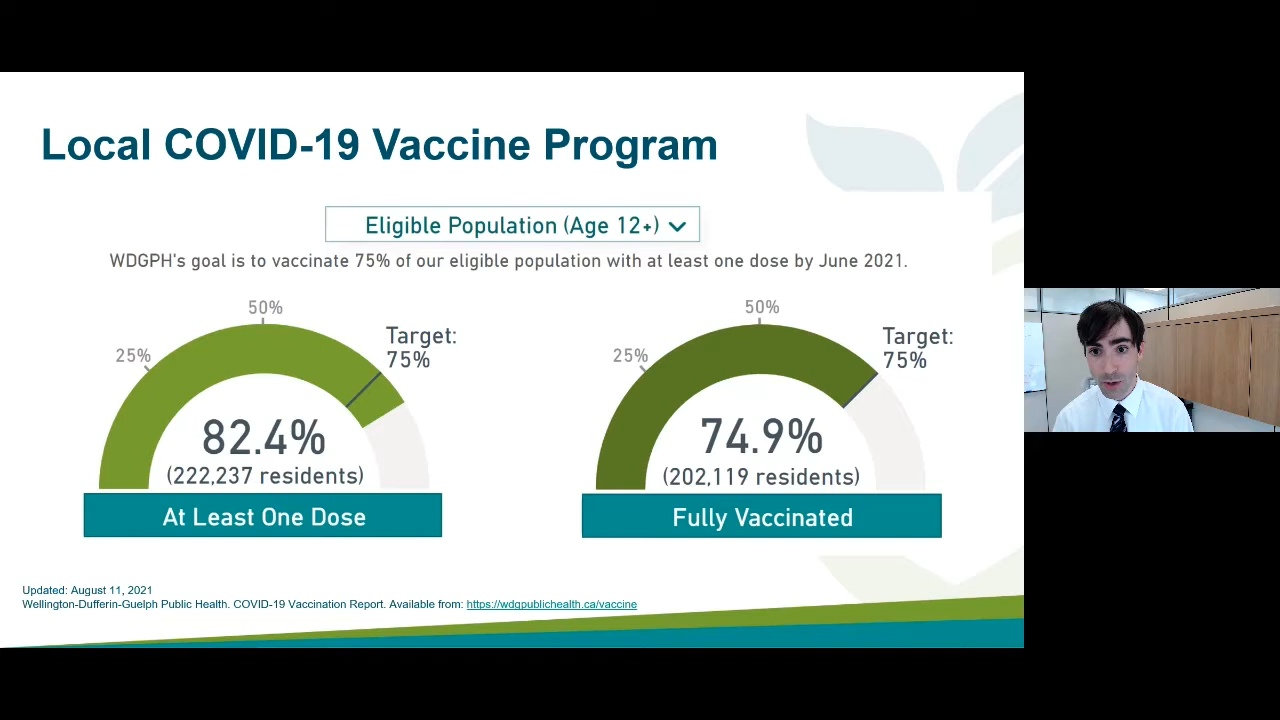 Local COVID-19 Vaccine Program
Eligible Population (Age 12+)
WDGPH's goal is to vaccinate 75% of our eligible population with at least one dose by June 2021.
25%
50%
Target:
75%
82.4%
(222,237 residents)
At Least One Dose
25%
50%
Target:
75%
74.9%
(202,119 residents)
Fully Vaccinated
Updated: August 11, 2021
Wellington-Dufferin-Guelph Public Health. COVID-19 Vaccination Report. Available from: https://wdgpublichealth.ca/vaccine